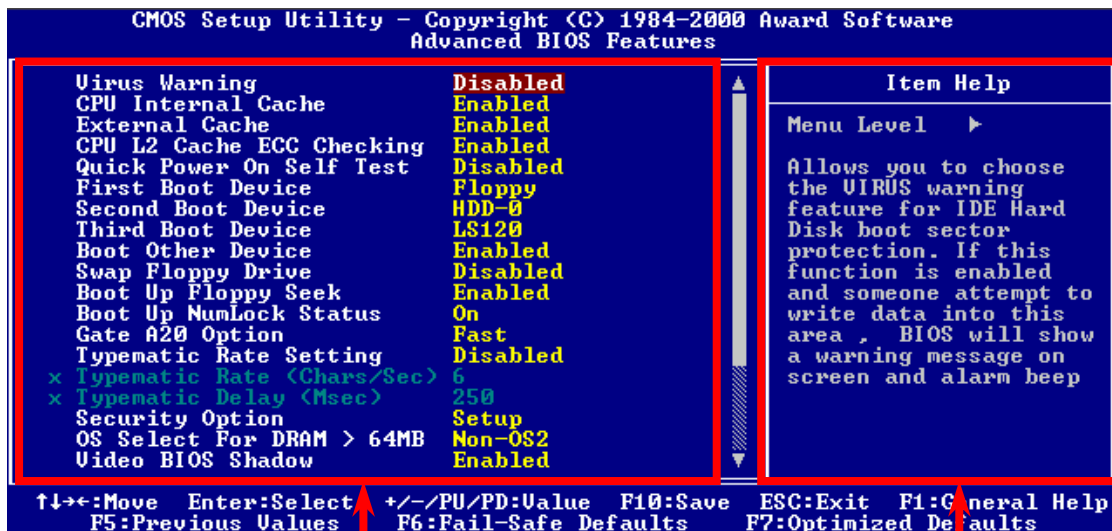 CMOS Setup Utility – Copyright (C) 1984–2000 Award Software
Advanced BIOS Features
Virus Warning Disabled
CPU Internal Cache Enabled
External Cache Enabled
CPU L2 Cache ECC Checking Enabled
Quick Power On Self Test Disabled
First Boot Device Floppy
Second Boot Device HDD-0
Third Boot Device LS120
Boot Other Device Enabled
Swap Floppy Drive Disabled
Boot Up Floppy Seek Enabled
Boot Up NumLock Status On
Gate A20 Option Fast
Typematic Rate Setting Disabled
x Typematic Rate (Chars/Sec) 6
x Typematic Delay (Msec) 250
Security Option Setup
OS Select For DRAM > 64MB Non-OS2
Video BIOS Shadow Enabled
Item Help
Menu Level ▶
Allows you to choose
the VIRUS warning
feature for IDE Hard
Disk boot sector
protection. If this
function is enabled
and someone attempt to
write data into this
area , BIOS will show
a warning message on
screen and alarm beep
↑↓→←:Move Enter:Select +/-/PU/PD:Value F10:Save ESC:Exit F1:General Help
F5:Previous Values F6:Fail-Safe Defaults F7:Optimized Defaults